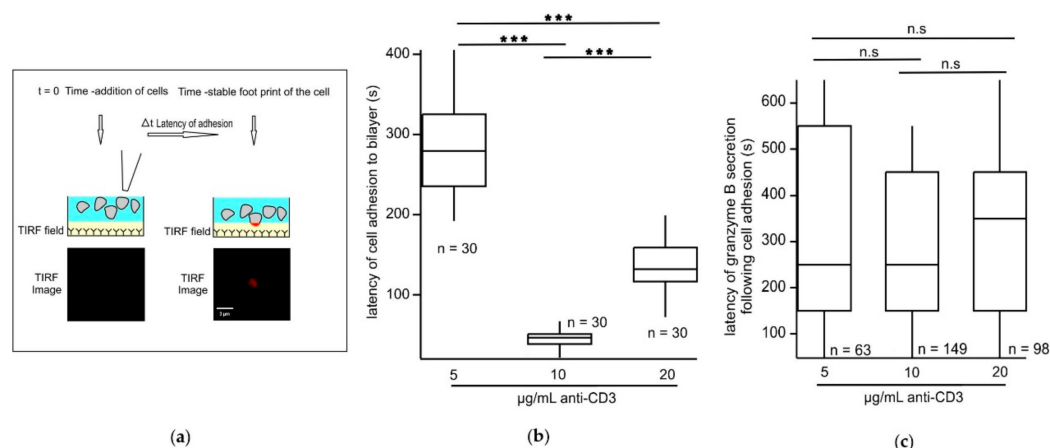 t = 0 Time -addition of cells
Time -stable foot print of the cell
Δt Latency of adhesion
TIRF field
TIRF field
TIRF
Image
TIRF
Image
3 µm
(a)
latency of cell adhesion to bilayer (s)
400
300
200
100
***
***
***
n = 30
n = 30
n = 30
5
10
20
µg/mL anti-CD3
(b)
latency of granzyme B secretion
following cell adhesion (s)
600
500
400
300
200
100
n.s
n.s
n.s
n = 63
n = 149
n = 98
5
10
20
µg/mL anti-CD3
(c)